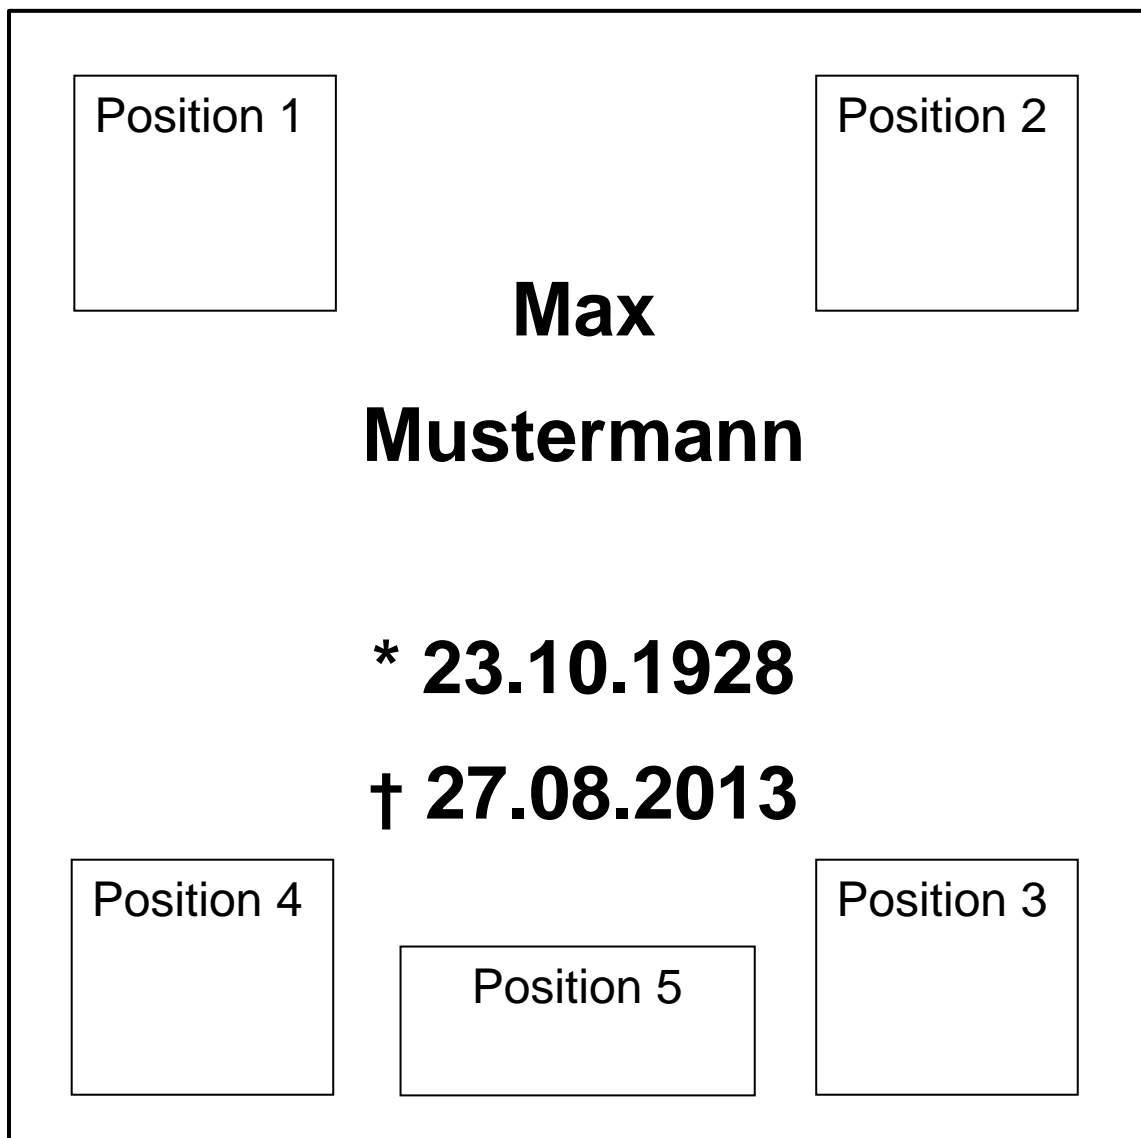 Position 1
Position 2
Max
Mustermann
* 23.10.1928
† 27.08.2013
Position 4
Position 3
Position 5